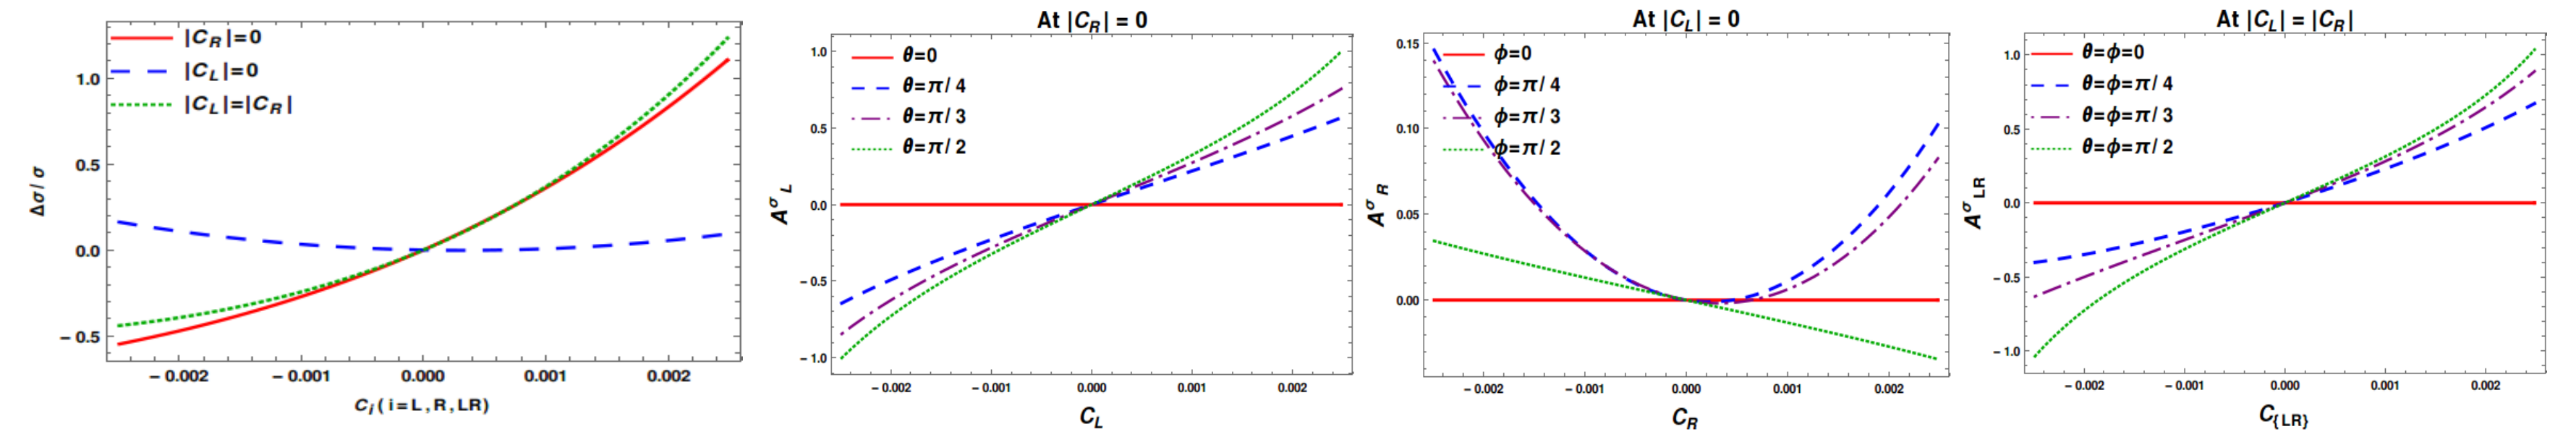 |C_R|=0
|C_L|=0
|C_L|=|C_R|
Δσ/σ
1.0
0.5
0.0
-0.5
-0.002
-0.001
0.000
0.001
0.002
C_i(i=L,R,LR)
At |C_R| = 0
θ=0
θ=π/4
θ=π/3
θ=π/2
A^σ_L
1.0
0.5
0.0
-0.5
-1.0
-0.002
-0.001
0.000
0.001
0.002
C_L
At |C_L| = 0
ϕ=0
ϕ=π/4
ϕ=π/3
ϕ=π/2
A^σ_R
0.15
0.10
0.05
0.00
-0.002
-0.001
0.000
0.001
0.002
C_R
At |C_L| = |C_R|
θ=ϕ=0
θ=ϕ=π/4
θ=ϕ=π/3
θ=ϕ=π/2
A^σ_LR
1.0
0.5
0.0
-0.5
-1.0
-0.002
-0.001
0.000
0.001
0.002
C_{LR}